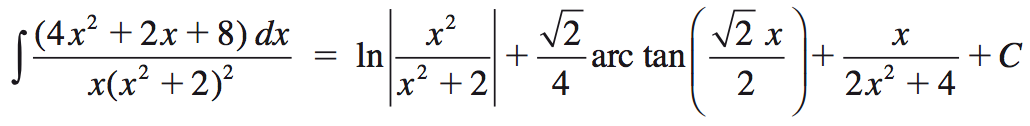 ∫ (4x² + 2x + 8) dx / x(x² + 2)² = ln |x² / x² + 2| + √2 / 4 arc tan (√2 x / 2) + x / 2x² + 4 + C